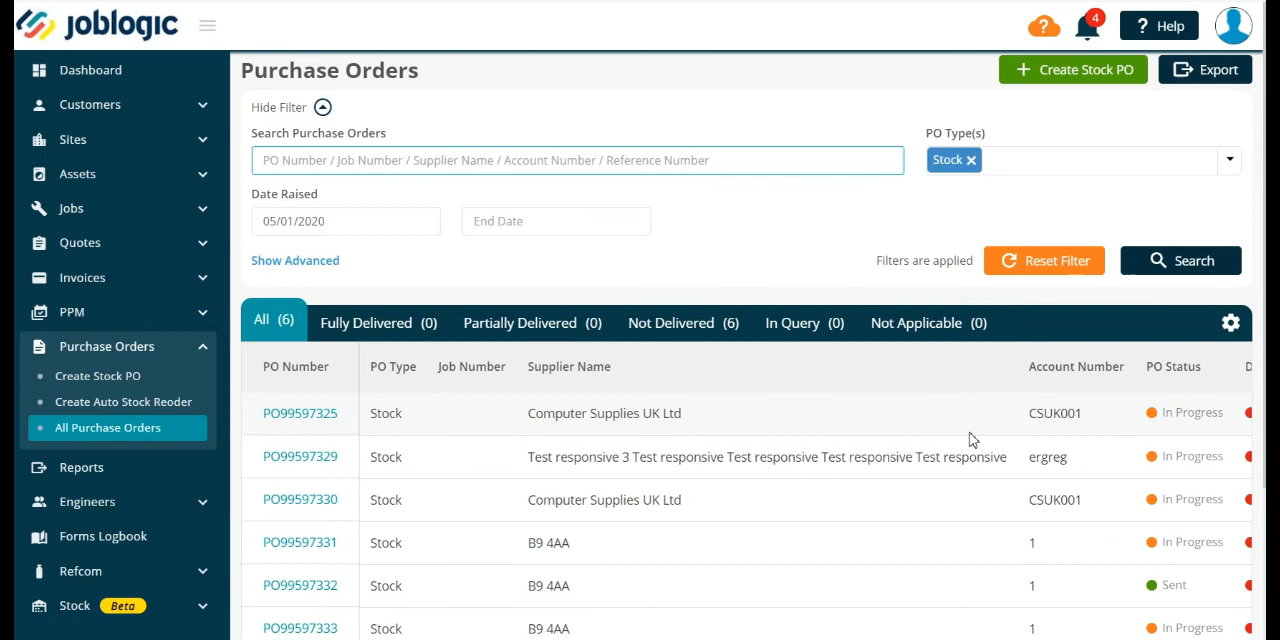 joblogic
?
4
? Help
Dashboard
Customers
Sites
Assets
Jobs
Quotes
Invoices
PPM
Purchase Orders
Create Stock PO
Create Auto Stock Reoder
All Purchase Orders
Reports
Engineers
Forms Logbook
Refcom
Stock Beta
Purchase Orders
+ Create Stock PO
Export
Hide Filter
Search Purchase Orders
PO Type(s)
PO Number / Job Number / Supplier Name / Account Number / Reference Number
Stock ×
Date Raised
05/01/2020 End Date
Show Advanced
Filters are applied
Reset Filter
Search
All (6) Fully Delivered (0) Partially Delivered (0) Not Delivered (6) In Query (0) Not Applicable (0)
PO Number PO Type Job Number Supplier Name Account Number PO Status D
PO99597325 Stock Computer Supplies UK Ltd CSUK001 In Progress
PO99597329 Stock Test responsive 3 Test responsive Test responsive Test responsive Test responsive ergreg In Progress
PO99597330 Stock Computer Supplies UK Ltd CSUK001 In Progress
PO99597331 Stock B9 4AA 1 In Progress
PO99597332 Stock B9 4AA 1 Sent
PO99597333 Stock B9 4AA 1 In Progress